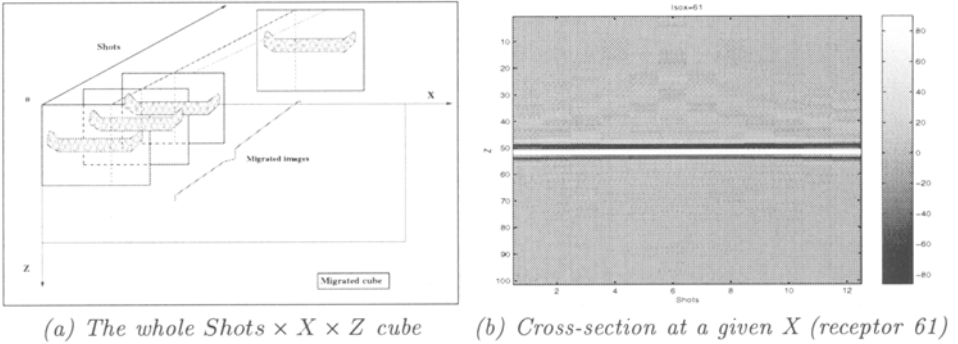 Shots
0
X
Migrated images
Z
Migrated cube
(a) The whole Shots × X × Z cube
Isox=61
10
20
30
40
50
60
70
80
90
100
Z
2
4
6
8
10
12
Shots
80
60
40
20
0
-20
-40
-60
-80
(b) Cross-section at a given X (receptor 61)